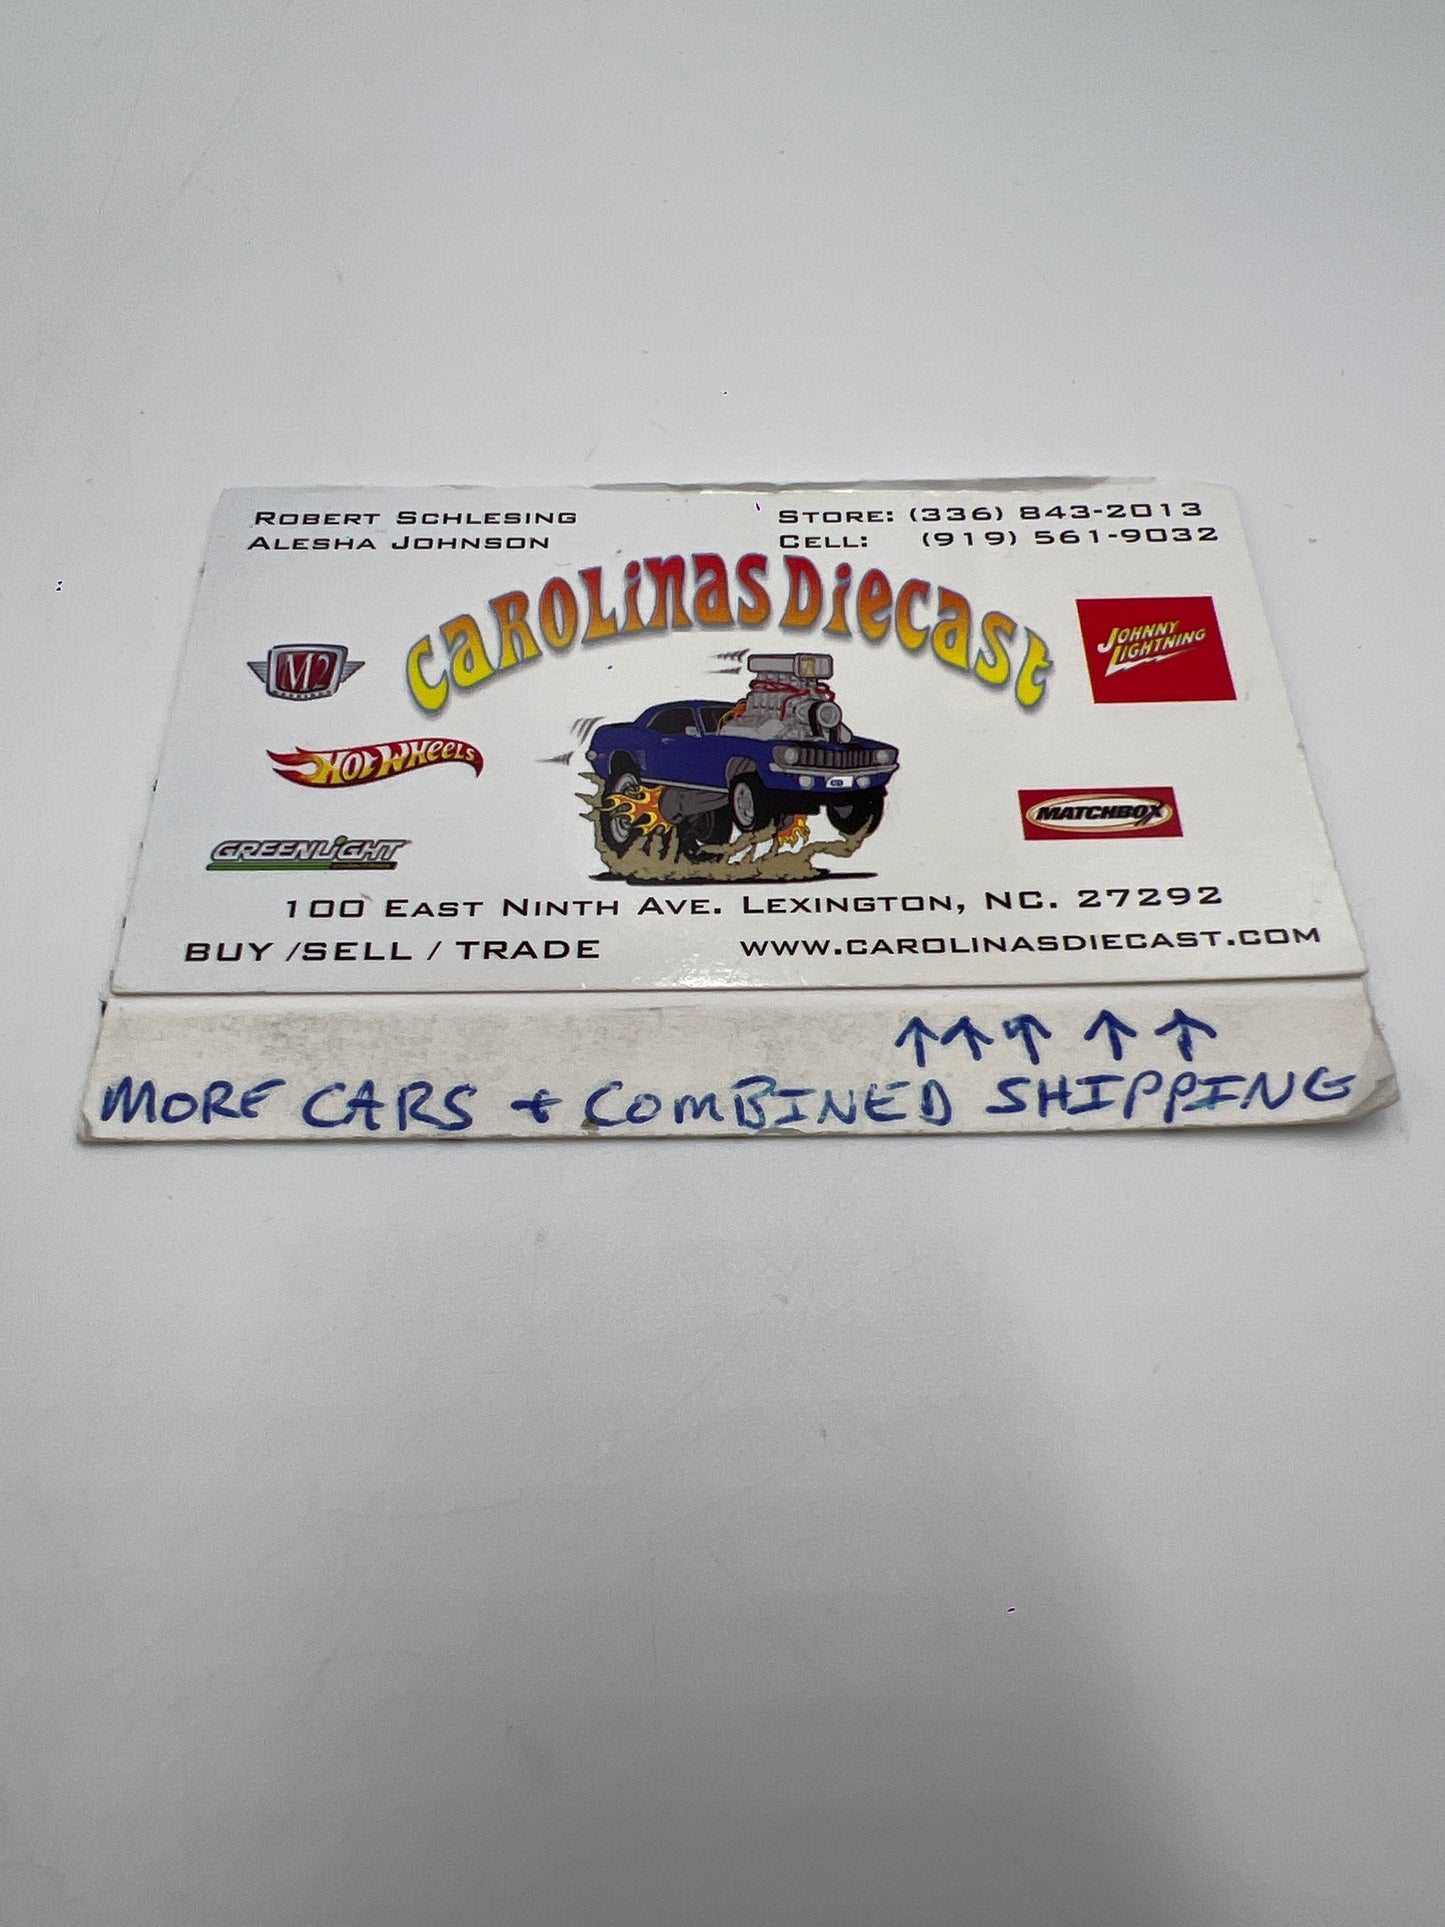 ROBERT SCHLESING
ALESHA JOHNSON
STORE: (336) 843-2013
CELL: (919) 561-9032
CAROLINAS DIECAST
M2
JOHNNY
LIGHTNING
HOT WHEELS
MATCHBOX
GREENLIGHT
100 EAST NINTH AVE. LEXINGTON, NC. 27292
BUY /SELL / TRADE
WWW.CAROLINASDIECAST.COM
↑ ↑ ↑ ↑ ↑
MORE CARS + COMBINED SHIPPING